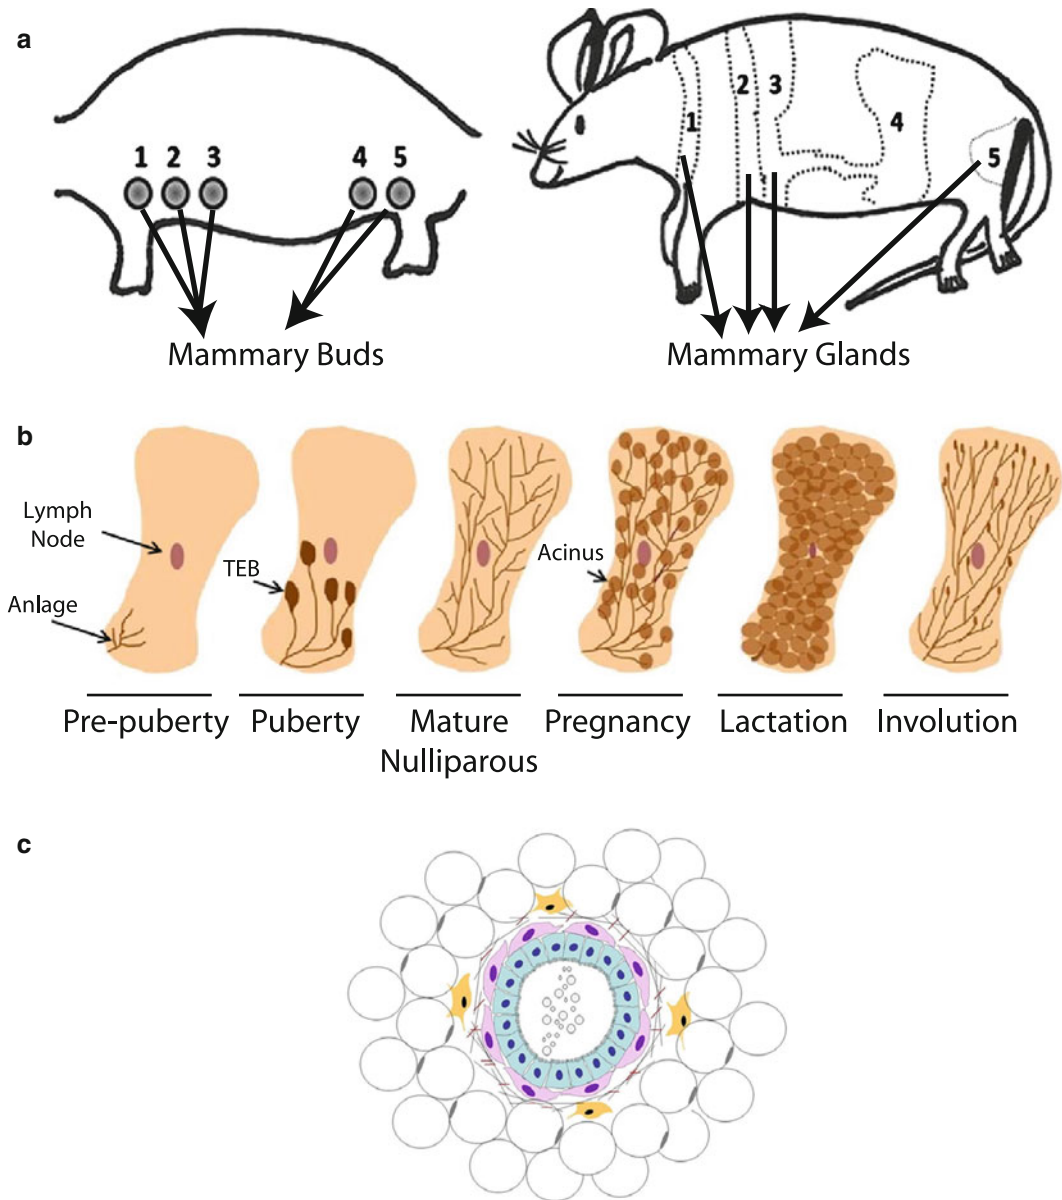 a
1 2 3 4 5
Mammary Buds
1 2 3 4 5
Mammary Glands
b
Lymph
Node
Anlage
TEB
Acinus
Pre-puberty Puberty Mature Pregnancy Lactation Involution
Nulliparous
c